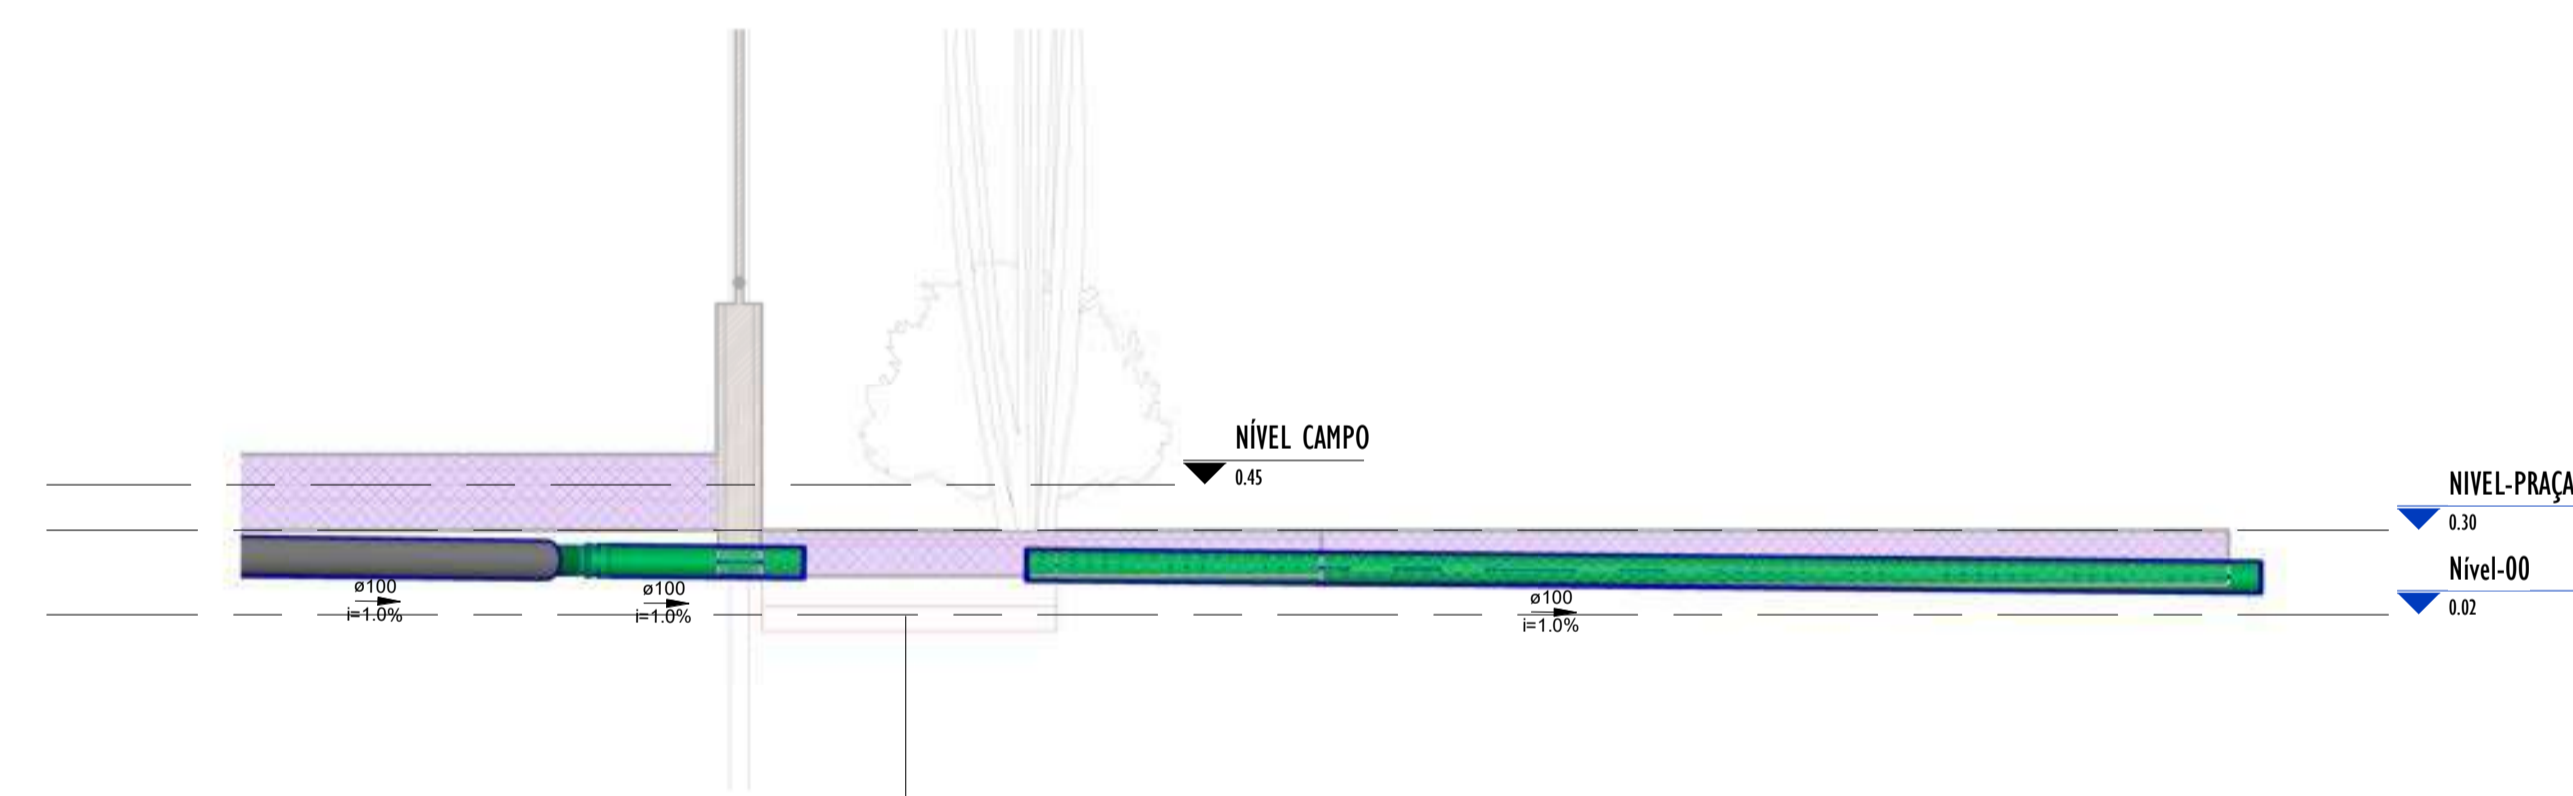 NÍVEL CAMPO
0.45
NIVEL-PRAÇA
0.30
Nível-00
0.02
ø100
i=1.0%
ø100
i=1.0%
ø100
i=1.0%